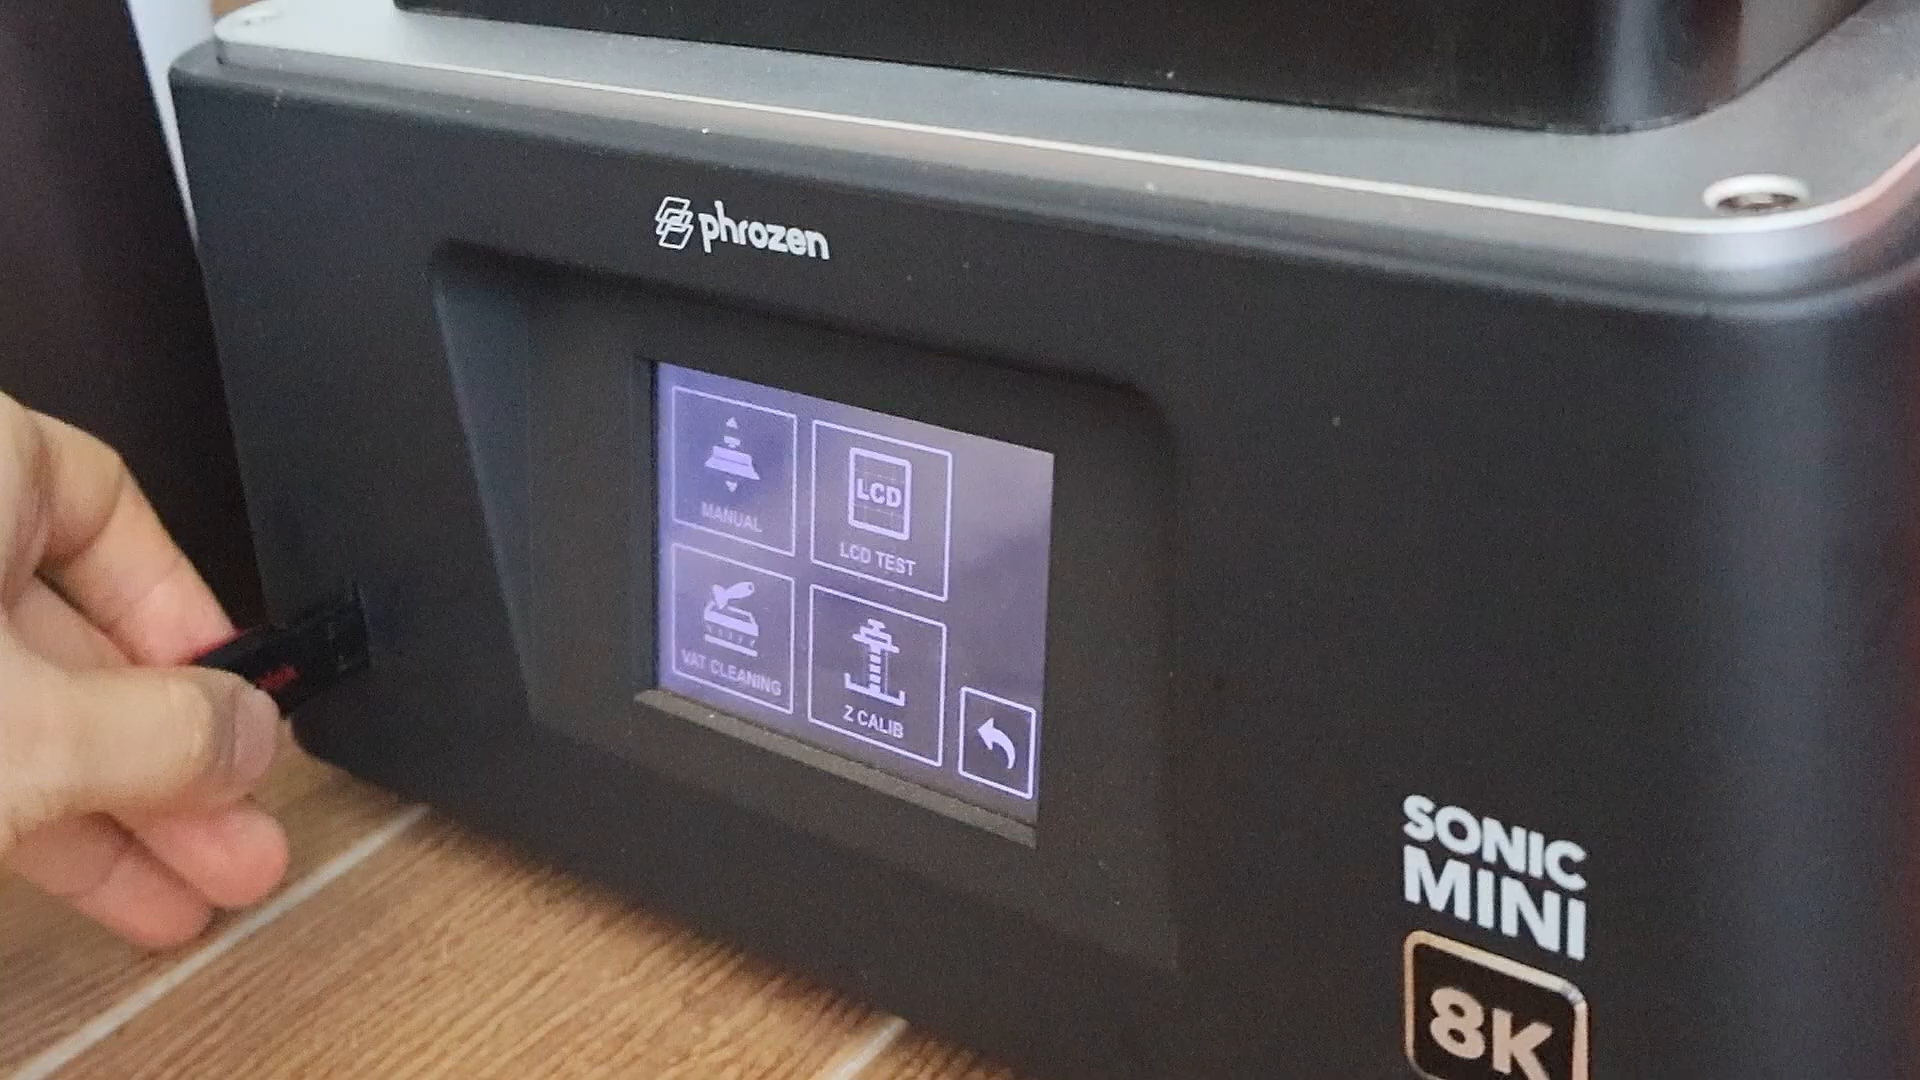 phrozen
MANUAL
LCD
LCD TEST
VAT CLEANING
Z CALIB
SONIC
MINI
8K